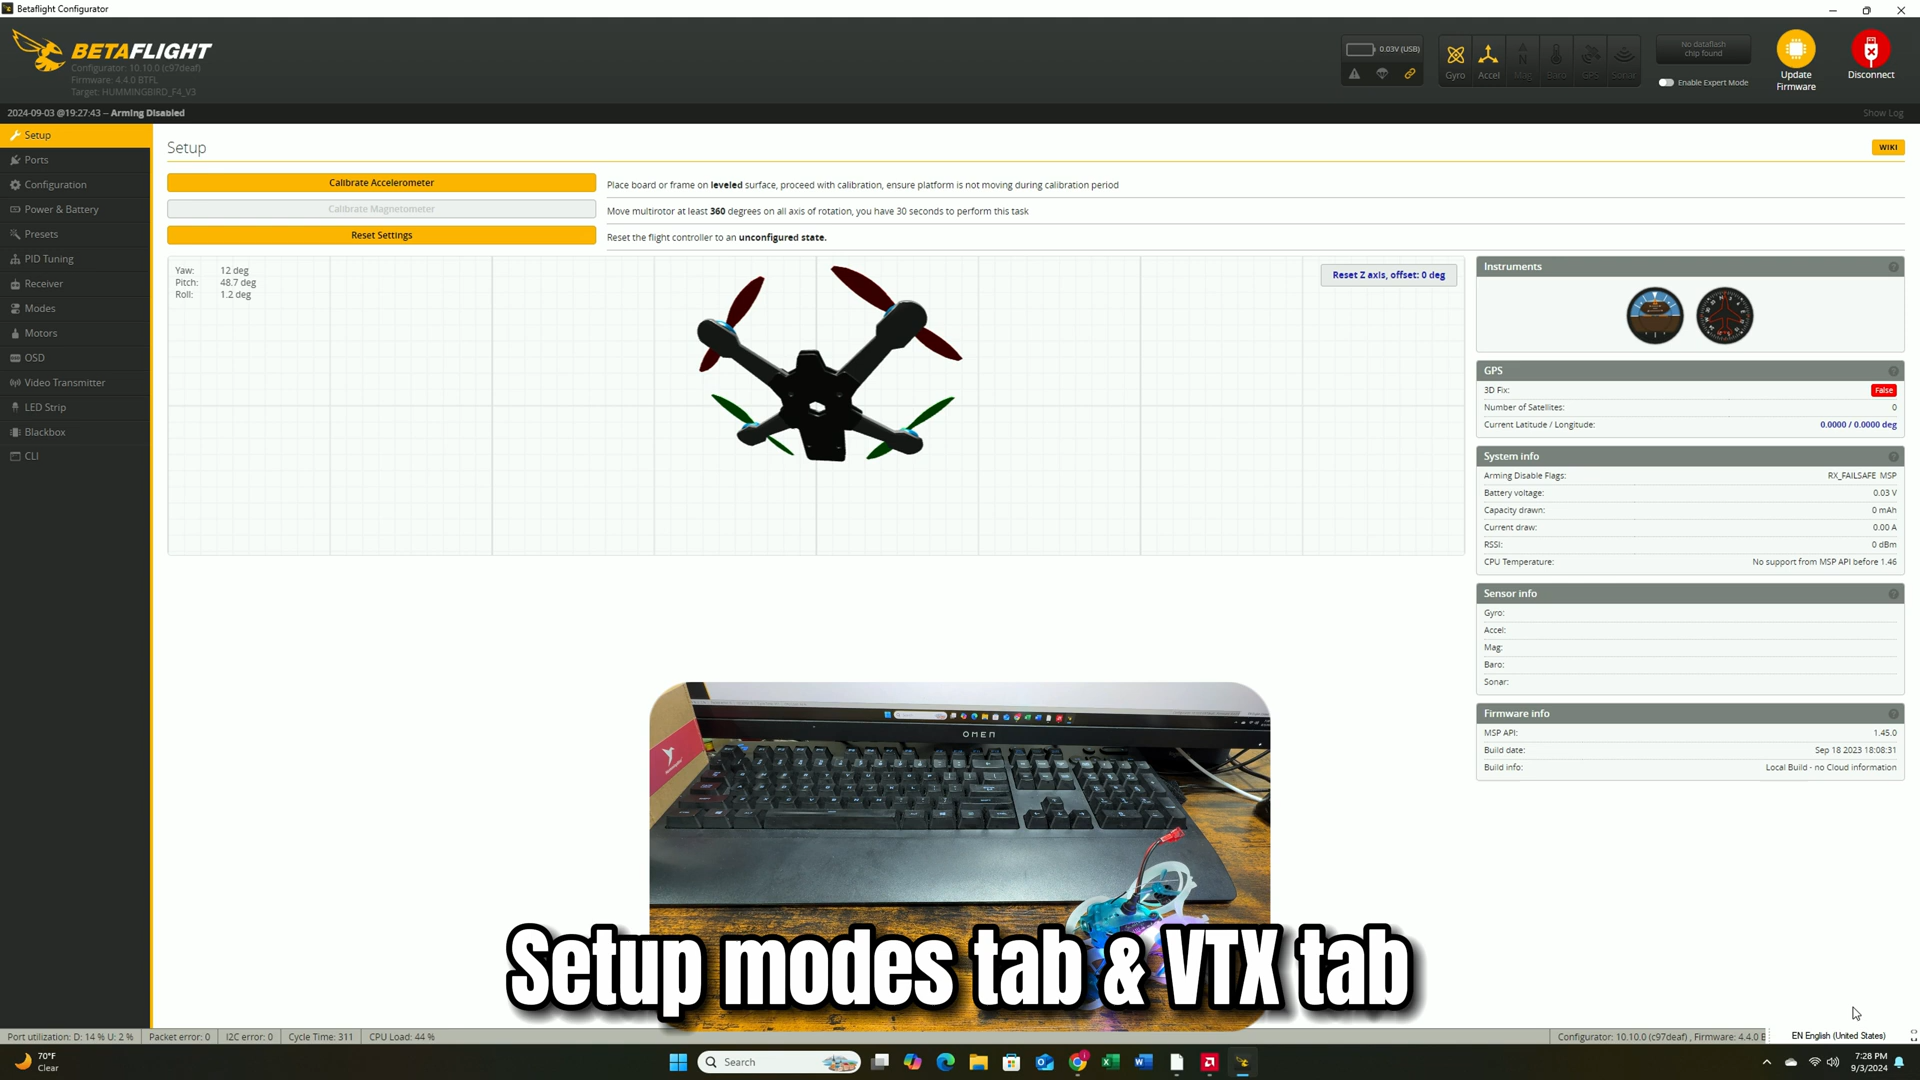 Betaflight Configurator
BETAFLIGHT
Configurator: 10.10.0 (c97deaf)
Firmware: 4.4.0 BTFL
Target: HUMMINGBIRD_F4_V3
0.03V (USB)
Gyro
Accel
Mag
Baro
GPS
Sonar
No dataflash
chip found
Enable Expert Mode
Update
Firmware
Disconnect
2024-09-03 @19:27:43 -- Arming Disabled
Show Log
Setup
Ports
Configuration
Power & Battery
Presets
PID Tuning
Receiver
Modes
Motors
OSD
Video Transmitter
LED Strip
Blackbox
CLI
Setup
WIKI
Calibrate Accelerometer
Place board or frame on leveled surface, proceed with calibration, ensure platform is not moving during calibration period
Calibrate Magnetometer
Move multirotor at least 360 degrees on all axis of rotation, you have 30 seconds to perform this task
Reset Settings
Reset the flight controller to an unconfigured state.
Yaw: 12 deg
Pitch: 48.7 deg
Roll: 1.2 deg
Reset Z axis, offset: 0 deg
Instruments
GPS
3D Fix: False
Number of Satellites: 0
Current Latitude / Longitude: 0.0000 / 0.0000 deg
System info
Arming Disable Flags: RX_FAILSAFE MSP
Battery voltage: 0.03 V
Capacity drawn: 0 mAh
Current draw: 0.00 A
RSSI: 0 dBm
CPU Temperature: No support from MSP API before 1.46
Sensor info
Gyro:
Accel:
Mag:
Baro:
Sonar:
Firmware info
MSP API: 1.45.0
Build date: Sep 18 2023 18:08:31
Build info: Local Build - no Cloud information
OMEN
Setup modes tab & VTX tab
Port utilization: D: 14 % U: 2 %
Packet error: 0
I2C error: 0
Cycle Time: 311
CPU Load: 44 %
Configurator: 10.10.0 (c97deaf) , Firmware: 4.4.0 B
EN English (United States)
70°F
Clear
Search
7:28 PM
9/3/2024